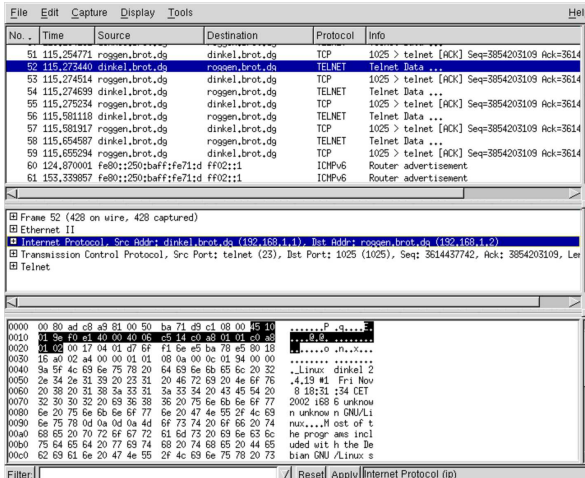 File Edit Capture Display Tools Hel
No. . Time Source Destination Protocol Info
51 115.254771 roggen.brot.dg dinkel.brot.dg TCP 1025 > telnet [ACK] Seq=3854203109 Ack=3614
52 115.273440 dinkel.brot.dg roggen.brot.dg TELNET Telnet Data ...
53 115.274514 roggen.brot.dg dinkel.brot.dg TCP 1025 > telnet [ACK] Seq=3854203109 Ack=3614
54 115.274699 dinkel.brot.dg roggen.brot.dg TELNET Telnet Data ...
55 115.275234 roggen.brot.dg dinkel.brot.dg TCP 1025 > telnet [ACK] Seq=3854203109 Ack=3614
56 115.581118 dinkel.brot.dg roggen.brot.dg TELNET Telnet Data ...
57 115.581917 roggen.brot.dg dinkel.brot.dg TCP 1025 > telnet [ACK] Seq=3854203109 Ack=3614
58 115.654587 dinkel.brot.dg roggen.brot.dg TELNET Telnet Data ...
59 115.655294 roggen.brot.dg dinkel.brot.dg TCP 1025 > telnet [ACK] Seq=3854203109 Ack=3614
60 124.870001 fe80::250:baff:fe71:d ff02::1 ICMPv6 Router advertisement
61 153.339857 fe80::250:baff:fe71:d ff02::1 ICMPv6 Router advertisement
Frame 52 (428 on wire, 428 captured)
Ethernet II
Internet Protocol, Src Addr: dinkel.brot.dg (192.168.1.1), Dst Addr: roggen.brot.dg (192.168.1.2)
Transmission Control Protocol, Src Port: telnet (23), Dst Port: 1025 (1025), Seq: 3614437742, Ack: 3854203109, Ler
Telnet
0000 00 80 ad c8 a9 81 00 50 ba 71 d9 c1 08 00 45 10 .......P .q....E.
0010 01 9e f0 e1 40 00 40 06 c5 14 c0 a8 01 01 c0 a8 ....@.@. ........
0020 01 02 00 17 04 01 d7 6f f1 6e e5 ba 78 e5 80 18 .......o .n..x...
0030 16 a0 02 a4 00 00 01 01 08 0a 00 0c 01 94 00 00 ........ ........
0040 9a 5f 4c 69 6e 75 78 20 64 69 6e 6b 65 6c 20 32 ._Linux dinkel 2
0050 2e 34 2e 31 39 20 23 31 20 46 72 69 20 4e 6f 76 .4.19 #1 Fri Nov
0060 20 38 20 31 38 3a 33 31 3a 33 34 20 43 45 54 20 8 18:31 :34 CET
0070 32 30 30 32 20 69 36 38 36 20 75 6e 6b 6e 6f 77 2002 i68 6 unknow
0080 6e 20 75 6e 6b 6e 6f 77 6e 20 47 4e 55 2f 4c 69 n unknow n GNU/Li
0090 6e 75 78 0d 0a 0d 0a 4d 6f 73 74 20 6f 66 20 74 nux....M ost of t
00a0 68 65 20 70 72 6f 67 72 61 6d 73 20 69 6e 63 6c he progr ams incl
00b0 75 64 65 64 20 77 69 74 68 20 74 68 65 20 44 65 uded wit h the De
00c0 62 69 61 6e 20 47 4e 55 2f 4c 69 6e 75 78 20 73 bian GNU /Linux s
Filter: Reset Apply Internet Protocol (ip)